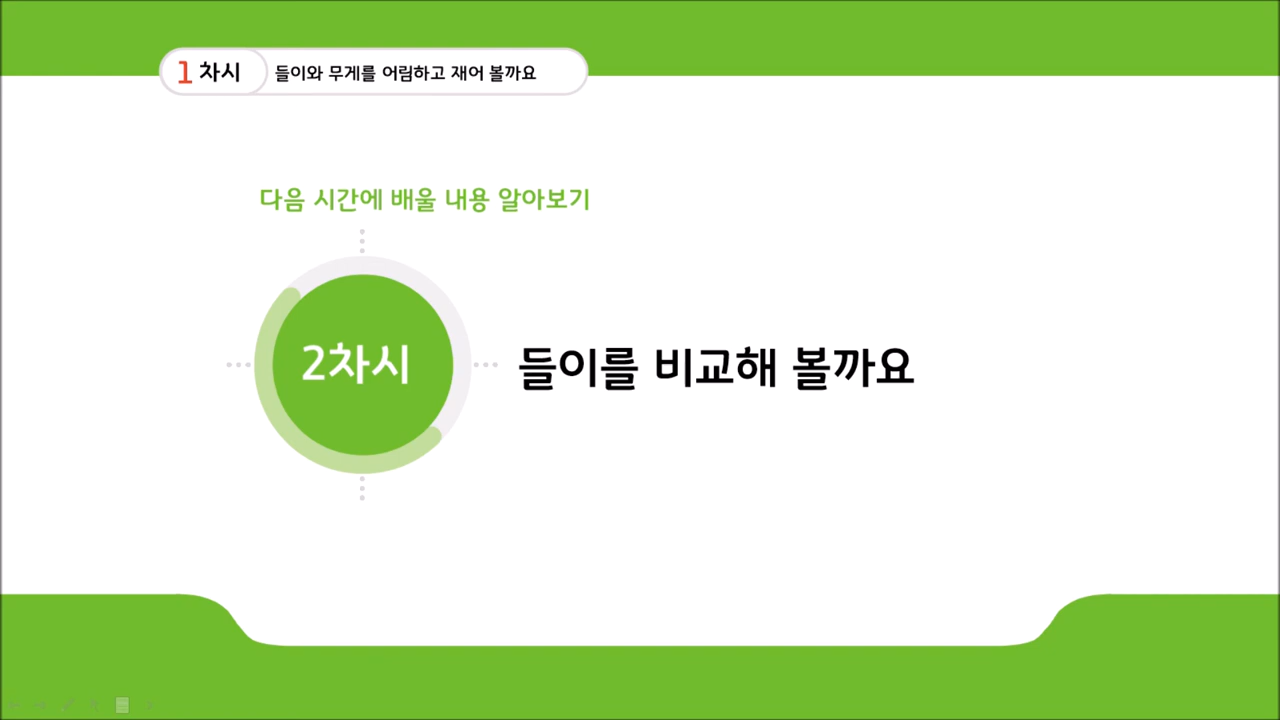 1 차시 들이와 무게를 어림하고 재어 볼까요
다음 시간에 배울 내용 알아보기
2차시
들이를 비교해 볼까요